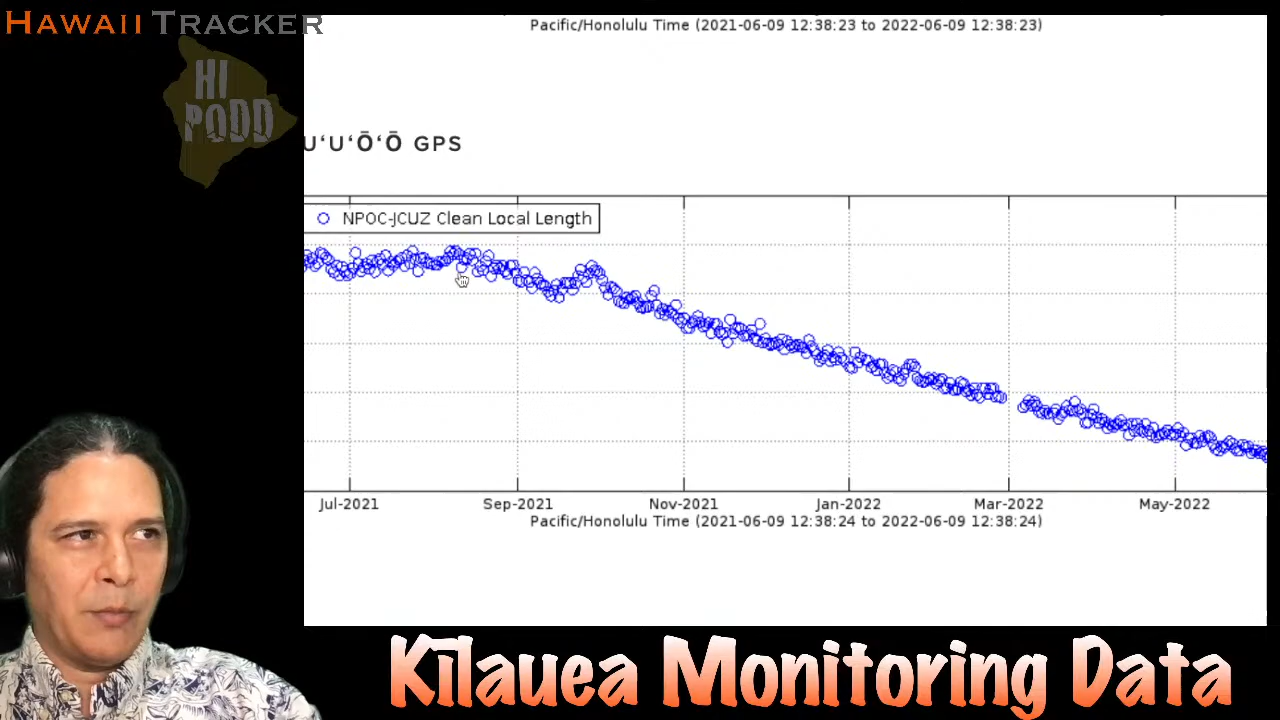 HAWAII TRACKER
Pacific/Honolulu Time (2021-06-09 12:38:23 to 2022-06-09 12:38:23)
HI
PODD
U‘U‘Ō‘Ō GPS
NPOC-JCUZ Clean Local Length
Jul-2021 Sep-2021 Nov-2021 Jan-2022 Mar-2022 May-2022
Pacific/Honolulu Time (2021-06-09 12:38:24 to 2022-06-09 12:38:24)
Kīlauea Monitoring Data